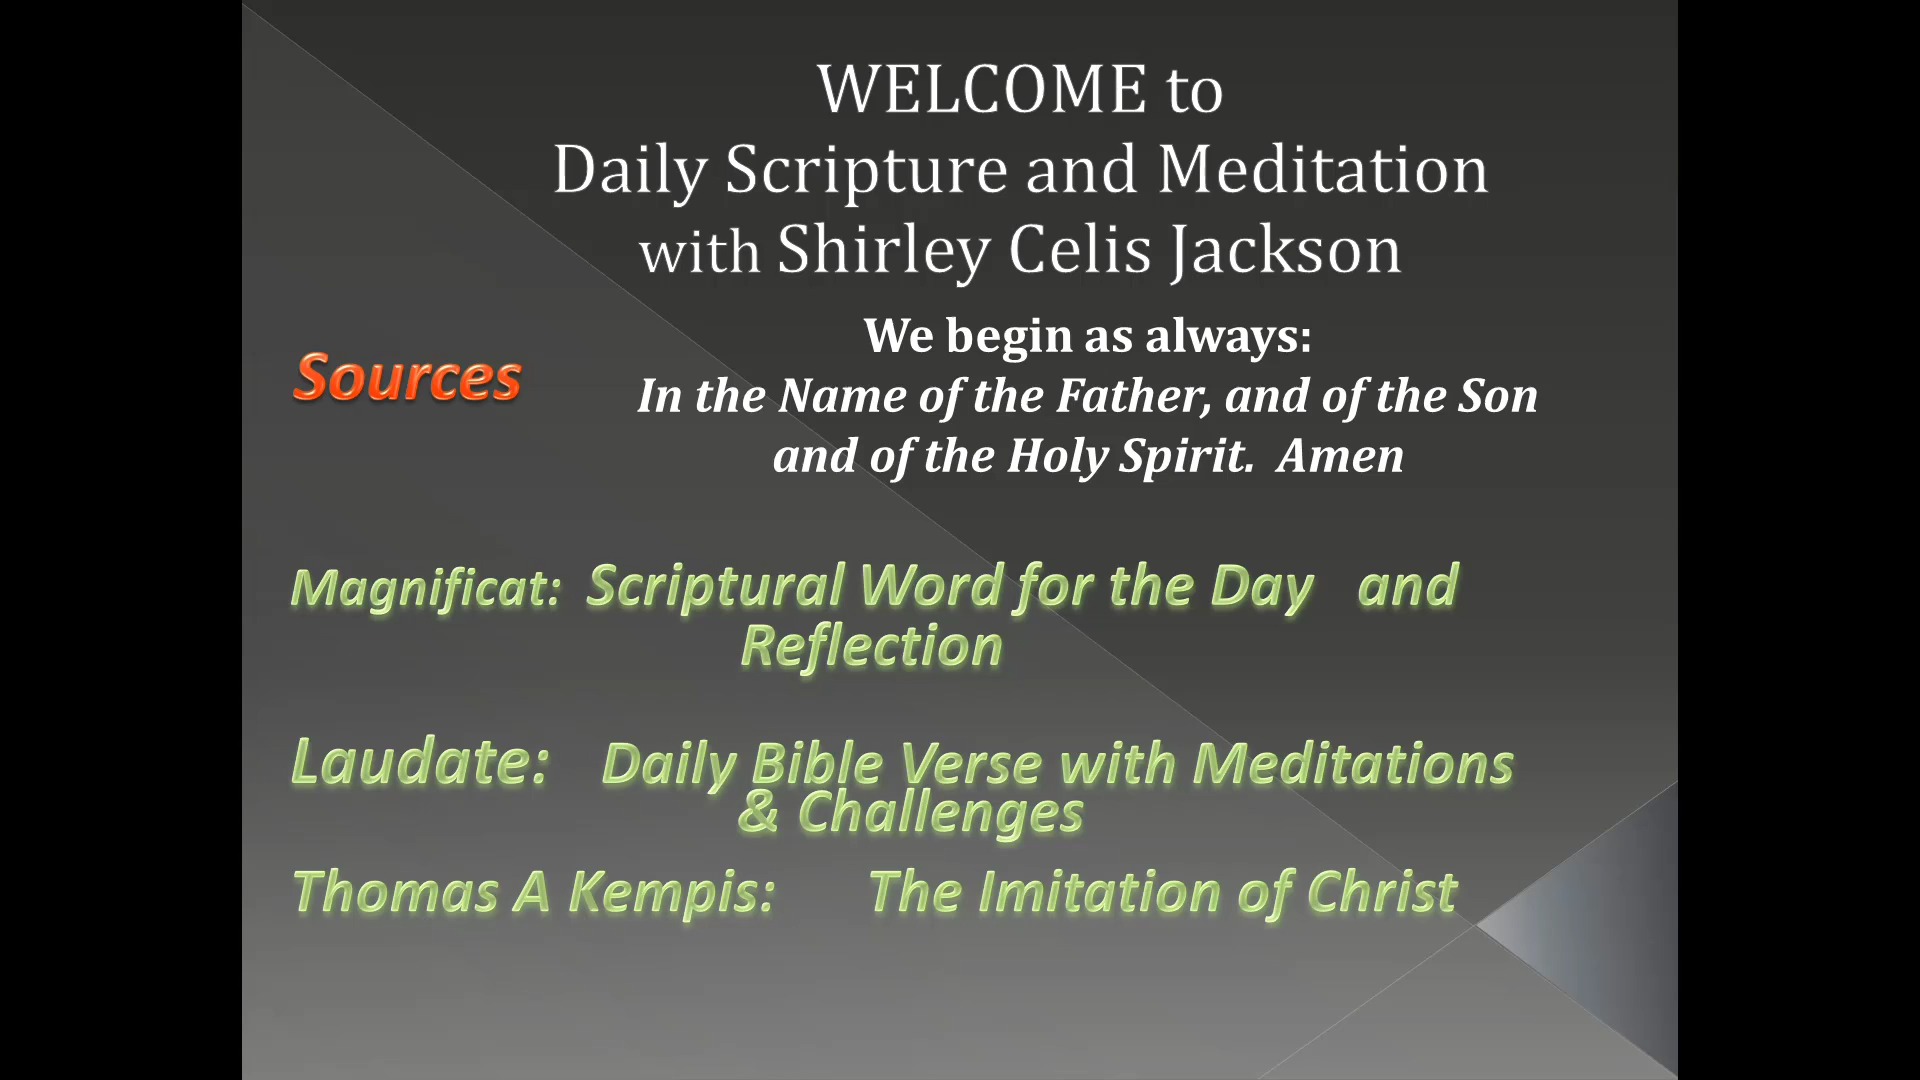 WELCOME to
Daily Scripture and Meditation
with Shirley Celis Jackson
We begin as always:
In the Name of the Father, and of the Son
and of the Holy Spirit. Amen
Sources
Magnificat: Scriptural Word for the Day and
Reflection
Laudate: Daily Bible Verse with Meditations
& Challenges
Thomas A Kempis: The Imitation of Christ